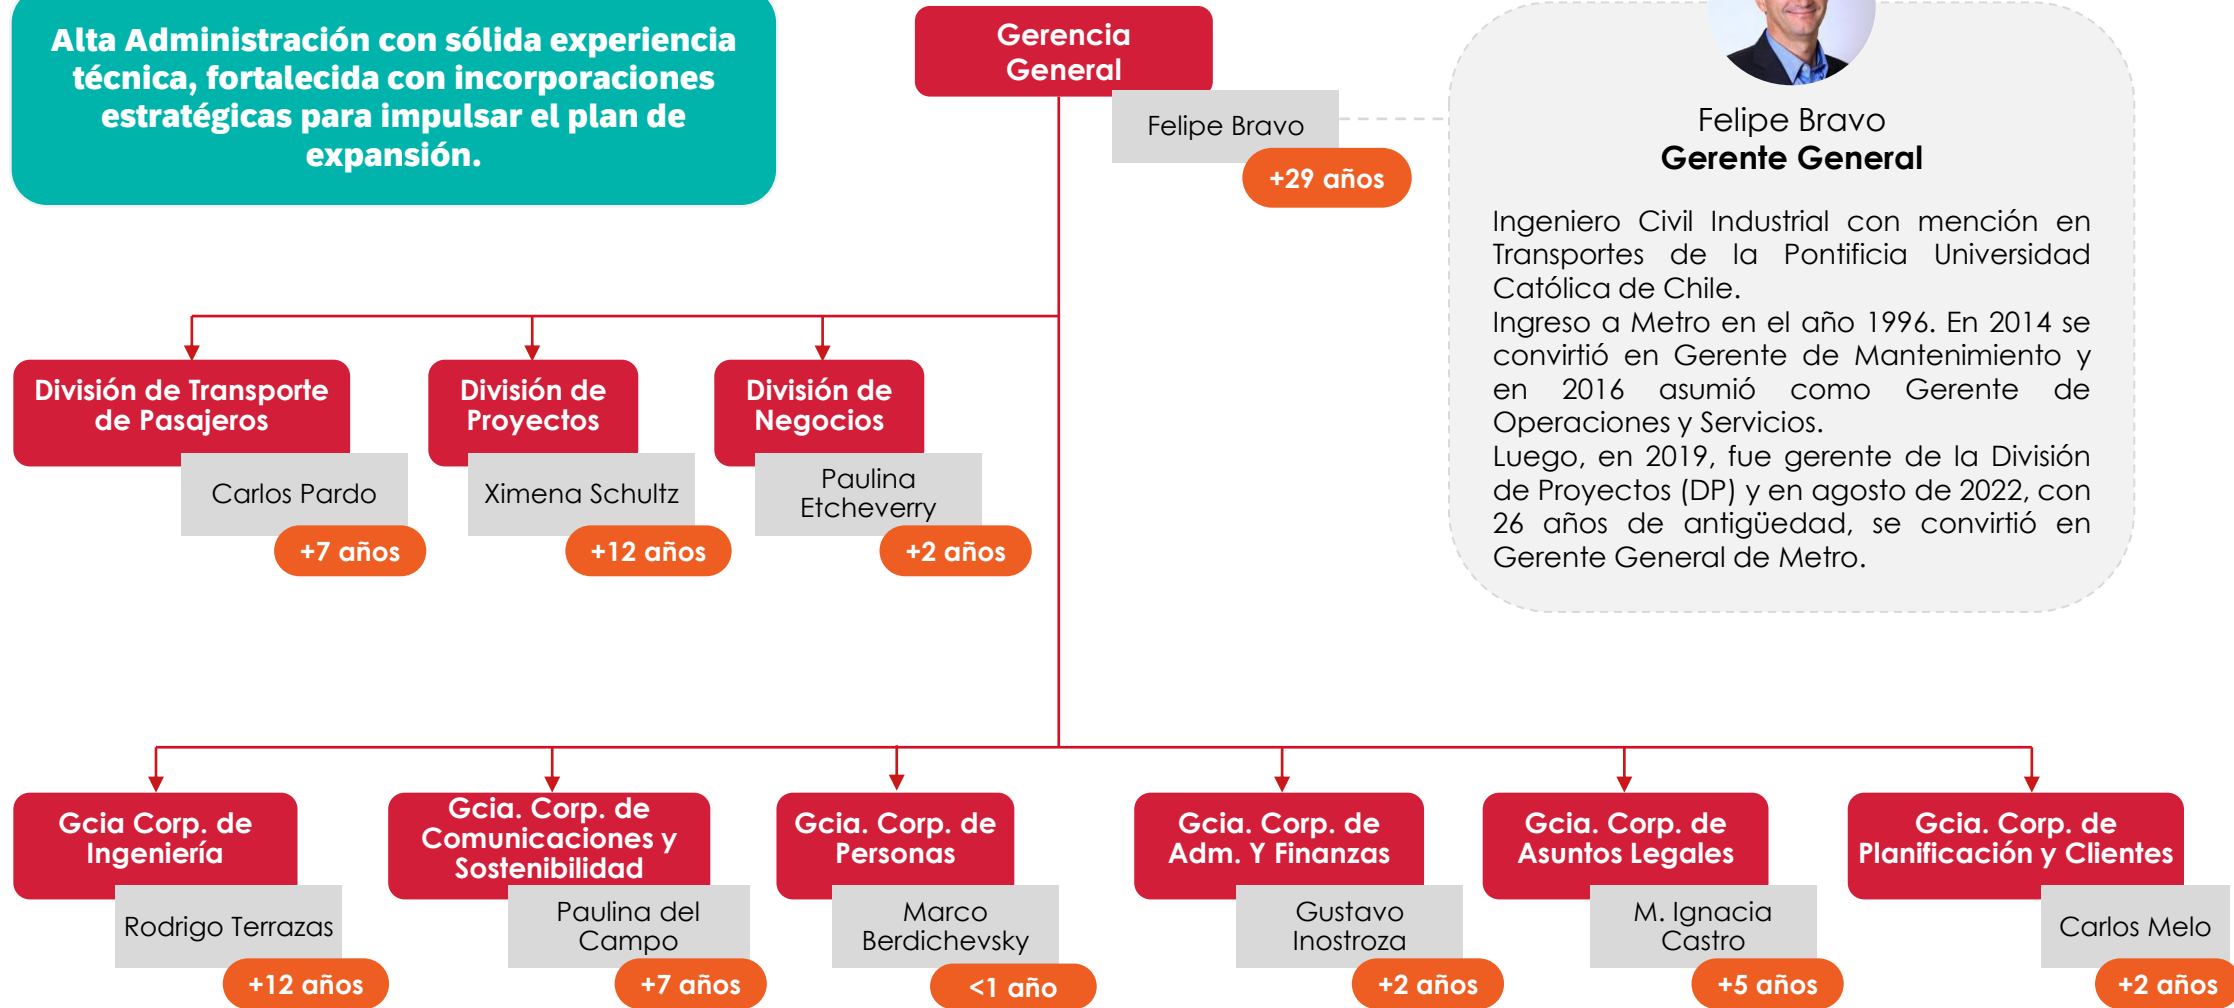 Alta Administración con sólida experiencia
técnica, fortalecida con incorporaciones
estratégicas para impulsar el plan de
expansión.
Gerencia
General
Felipe Bravo
+29 años
Felipe Bravo
Gerente General
Ingeniero Civil Industrial con mención en
Transportes de la Pontificia Universidad
Católica de Chile.
Ingreso a Metro en el año 1996. En 2014 se
convirtió en Gerente de Mantenimiento y
en 2016 asumió como Gerente de
Operaciones y Servicios.
Luego, en 2019, fue gerente de la División
de Proyectos (DP) y en agosto de 2022, con
26 años de antigüedad, se convirtió en
Gerente General de Metro.
División de Transporte
de Pasajeros
Carlos Pardo
+7 años
División de
Proyectos
Ximena Schultz
+12 años
División de
Negocios
Paulina
Etcheverry
+2 años
Gcia Corp. de
Ingeniería
Rodrigo Terrazas
+12 años
Gcia. Corp. de
Comunicaciones y
Sostenibilidad
Paulina del
Campo
+7 años
Gcia. Corp. de
Personas
Marco
Berdichevsky
<1 año
Gcia. Corp. de
Adm. Y Finanzas
Gustavo
Inostroza
+2 años
Gcia. Corp. de
Asuntos Legales
M. Ignacia
Castro
+5 años
Gcia. Corp. de
Planificación y Clientes
Carlos Melo
+2 años